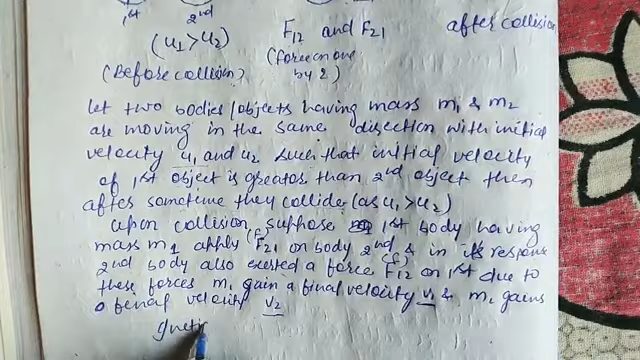 1st 2nd
(u1 > u2) F12 and F21 after collision
(Before collision) (force on one
by 2)
let two bodies/objects having mass m1 & m2
are moving in the same direction with initial
velocity u1 and u2 such that initial velocity
of 1st object is greater than 2nd object then
after sometime they collide (as u1 > u2)
Upon collision, suppose 1st body having
mass m1 apply (f) F21 on body 2nd & in it's respons
2nd body also exerted a force (f) F12 on 1st due to
these forces m1 gain a final velocity v1 & m2 gains
a final velocity v2